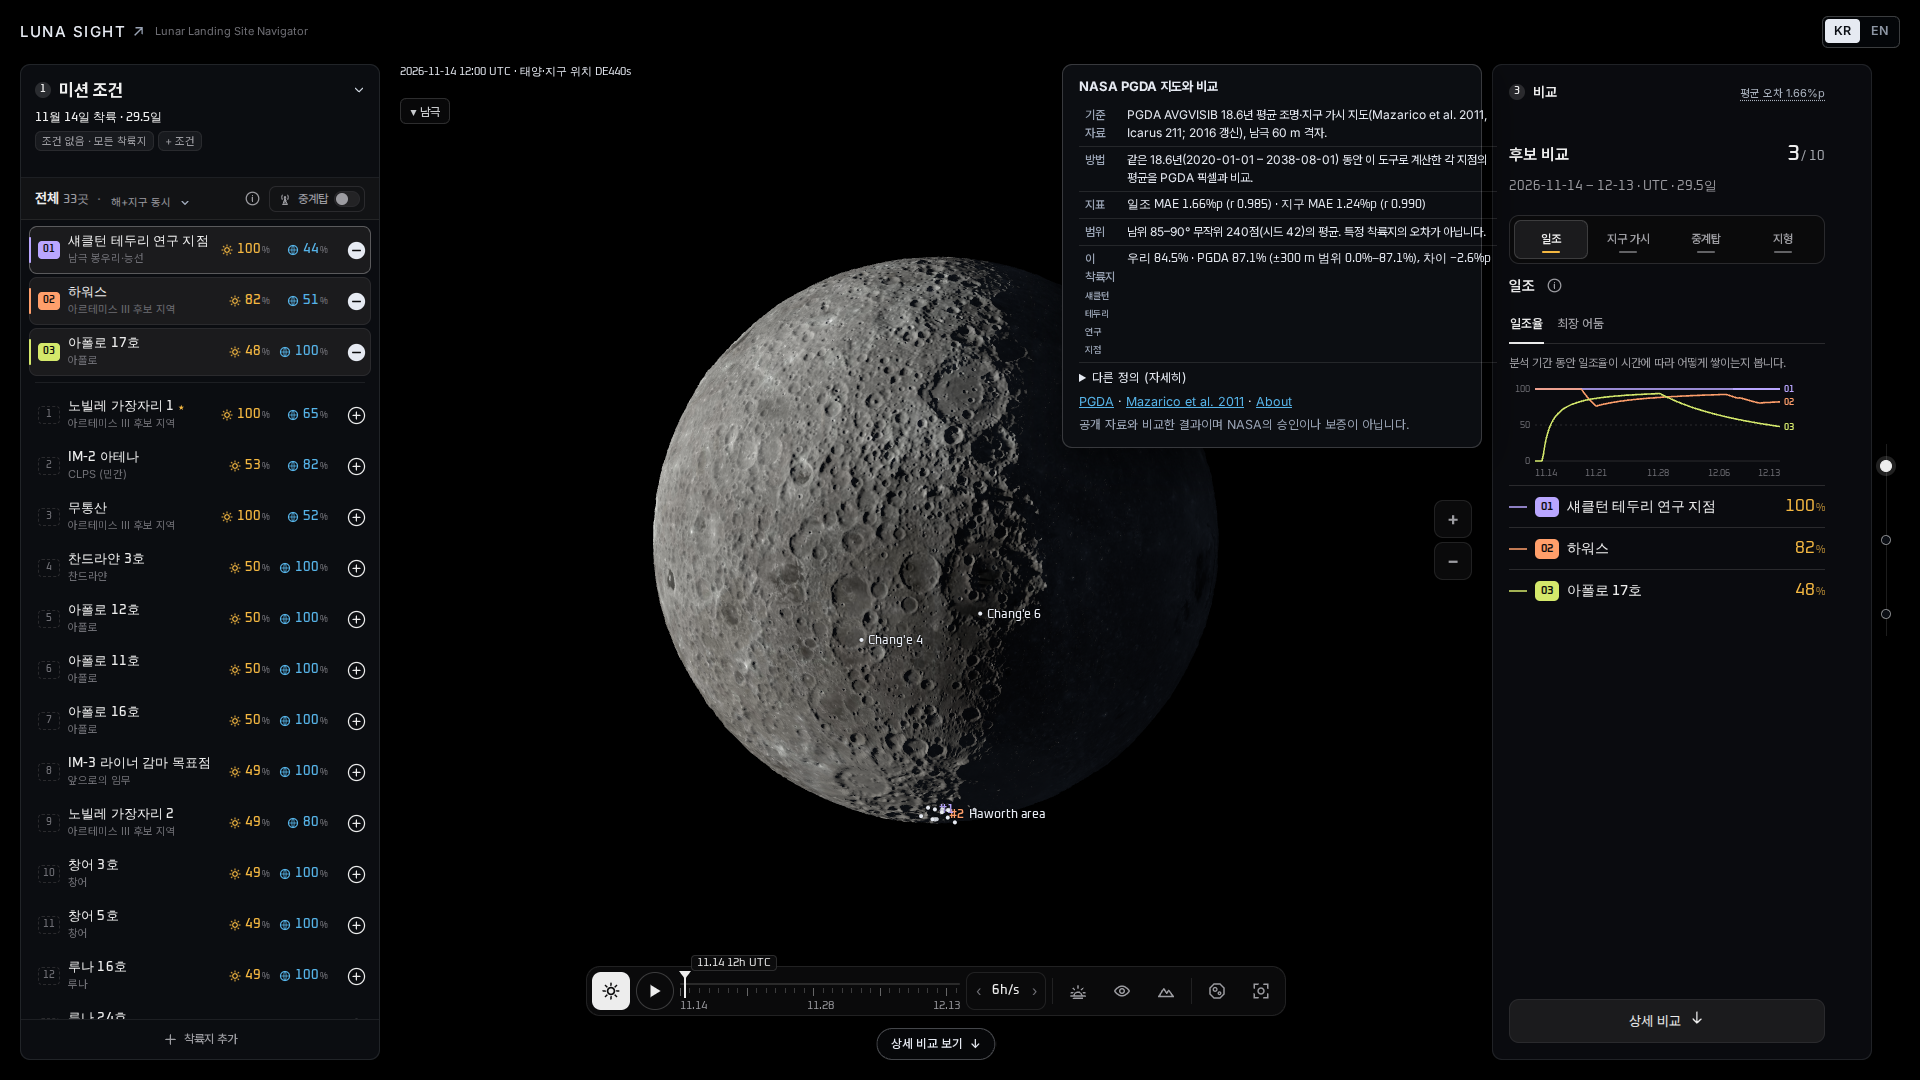 LUNA SIGHT ↗ Lunar Landing Site Navigator
KR EN
1 미션 조건
11월 14일 착륙 · 29.5일
조건 없음 · 모든 착륙지 + 조건
전체 33곳 · 해+지구 동시
중계탑
01 섀클턴 테두리 연구 지점 100% 44%
남극 봉우리·능선
02 하워스 82% 51%
아르테미스 III 후보 지역
03 아폴로 17호 48% 100%
아폴로
1 노빌레 가장자리 1 ★ 100% 65%
아르테미스 III 후보 지역
2 IM-2 아테나 53% 82%
CLPS (민간)
3 무통산 100% 52%
아르테미스 III 후보 지역
4 찬드라얀 3호 50% 100%
찬드라얀
5 아폴로 12호 50% 100%
아폴로
6 아폴로 11호 50% 100%
아폴로
7 아폴로 16호 50% 100%
아폴로
8 IM-3 라이너 감마 목표점 49% 100%
앞으로의 임무
9 노빌레 가장자리 2 49% 80%
아르테미스 III 후보 지역
10 창어 3호 49% 100%
창어
11 창어 5호 49% 100%
창어
12 루나 16호 49% 100%
루나
루나 24호
+ 착륙지 추가
2026-11-14 12:00 UTC · 태양·지구 위치 DE440s
▾ 남극
Chang'e 6
Chang'e 4
#1
#2 Haworth area
NASA PGDA 지도와 비교
기준 자료
PGDA AVGVISIB 18.6년 평균 조명·지구 가시 지도(Mazarico et al. 2011,
Icarus 211; 2016 갱신), 남극 60 m 격자.
방법
같은 18.6년(2020-01-01 – 2038-08-01) 동안 이 도구로 계산한 각 지점의
평균을 PGDA 픽셀과 비교.
지표 일조 MAE 1.66%p (r 0.985) · 지구 MAE 1.24%p (r 0.990)
범위 남위 85–90° 무작위 240점(시드 42)의 평균. 특정 착륙지의 오차가 아닙니다.
이 우리 84.5% · PGDA 87.1% (±300 m 범위 0.0%–87.1%), 차이 −2.6%p
착륙지
섀클턴
테두리
연구
지점
▶ 다른 정의 (자세히)
PGDA · Mazarico et al. 2011 · About
공개 자료와 비교한 결과이며 NASA의 승인이나 보증이 아닙니다.
+
−
11.14 12h UTC
11.14 11.28 12.13
‹ 6h/s ›
상세 비교 보기 ↓
3 비교 평균 오차 1.66%p
후보 비교 3 / 10
2026-11-14 – 12-13 · UTC · 29.5일
일조 지구 가시 중계탑 지형
일조
일조율 최장 어둠
분석 기간 동안 일조율이 시간에 따라 어떻게 쌓이는지 봅니다.
100 01
02
50 03
0
11.14 11.21 11.28 12.06 12.13
01 섀클턴 테두리 연구 지점 100%
02 하워스 82%
03 아폴로 17호 48%
상세 비교 ↓